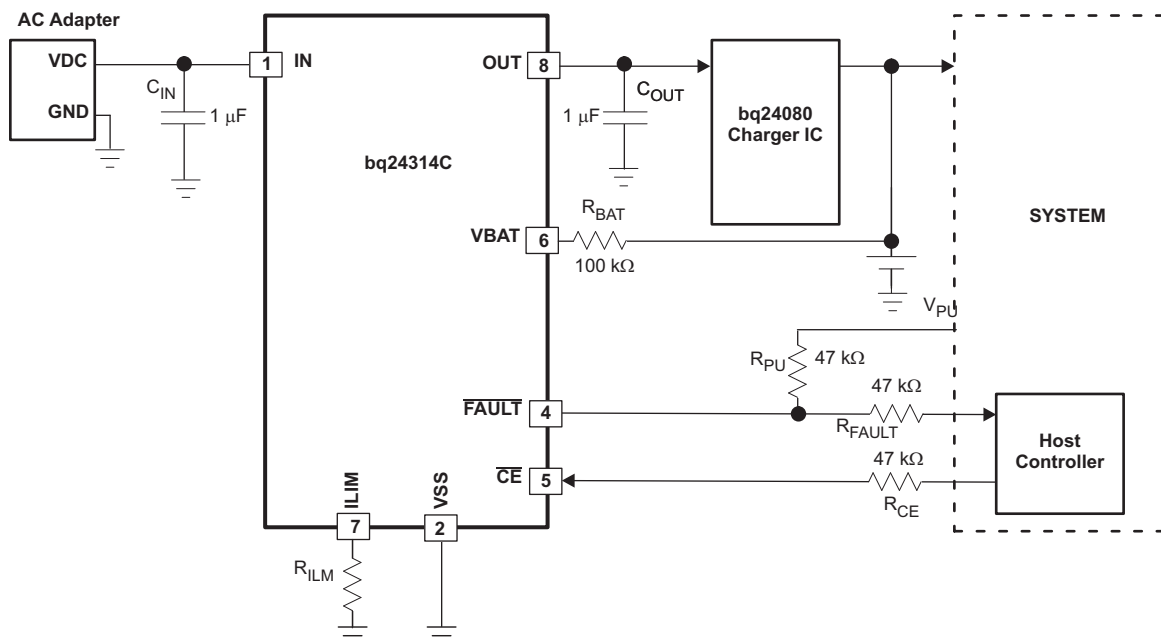 AC Adapter
VDC
GND
C_IN
1 μF
1
IN
OUT
8
C_OUT
1 μF
bq24080
Charger IC
bq24314C
SYSTEM
VBAT
6
R_BAT
100 kΩ
V_PU
R_PU
47 kΩ
47 kΩ
FAULT
4
R_FAULT
Host
Controller
CE
5
47 kΩ
R_CE
ILIM
VSS
7
2
R_ILM